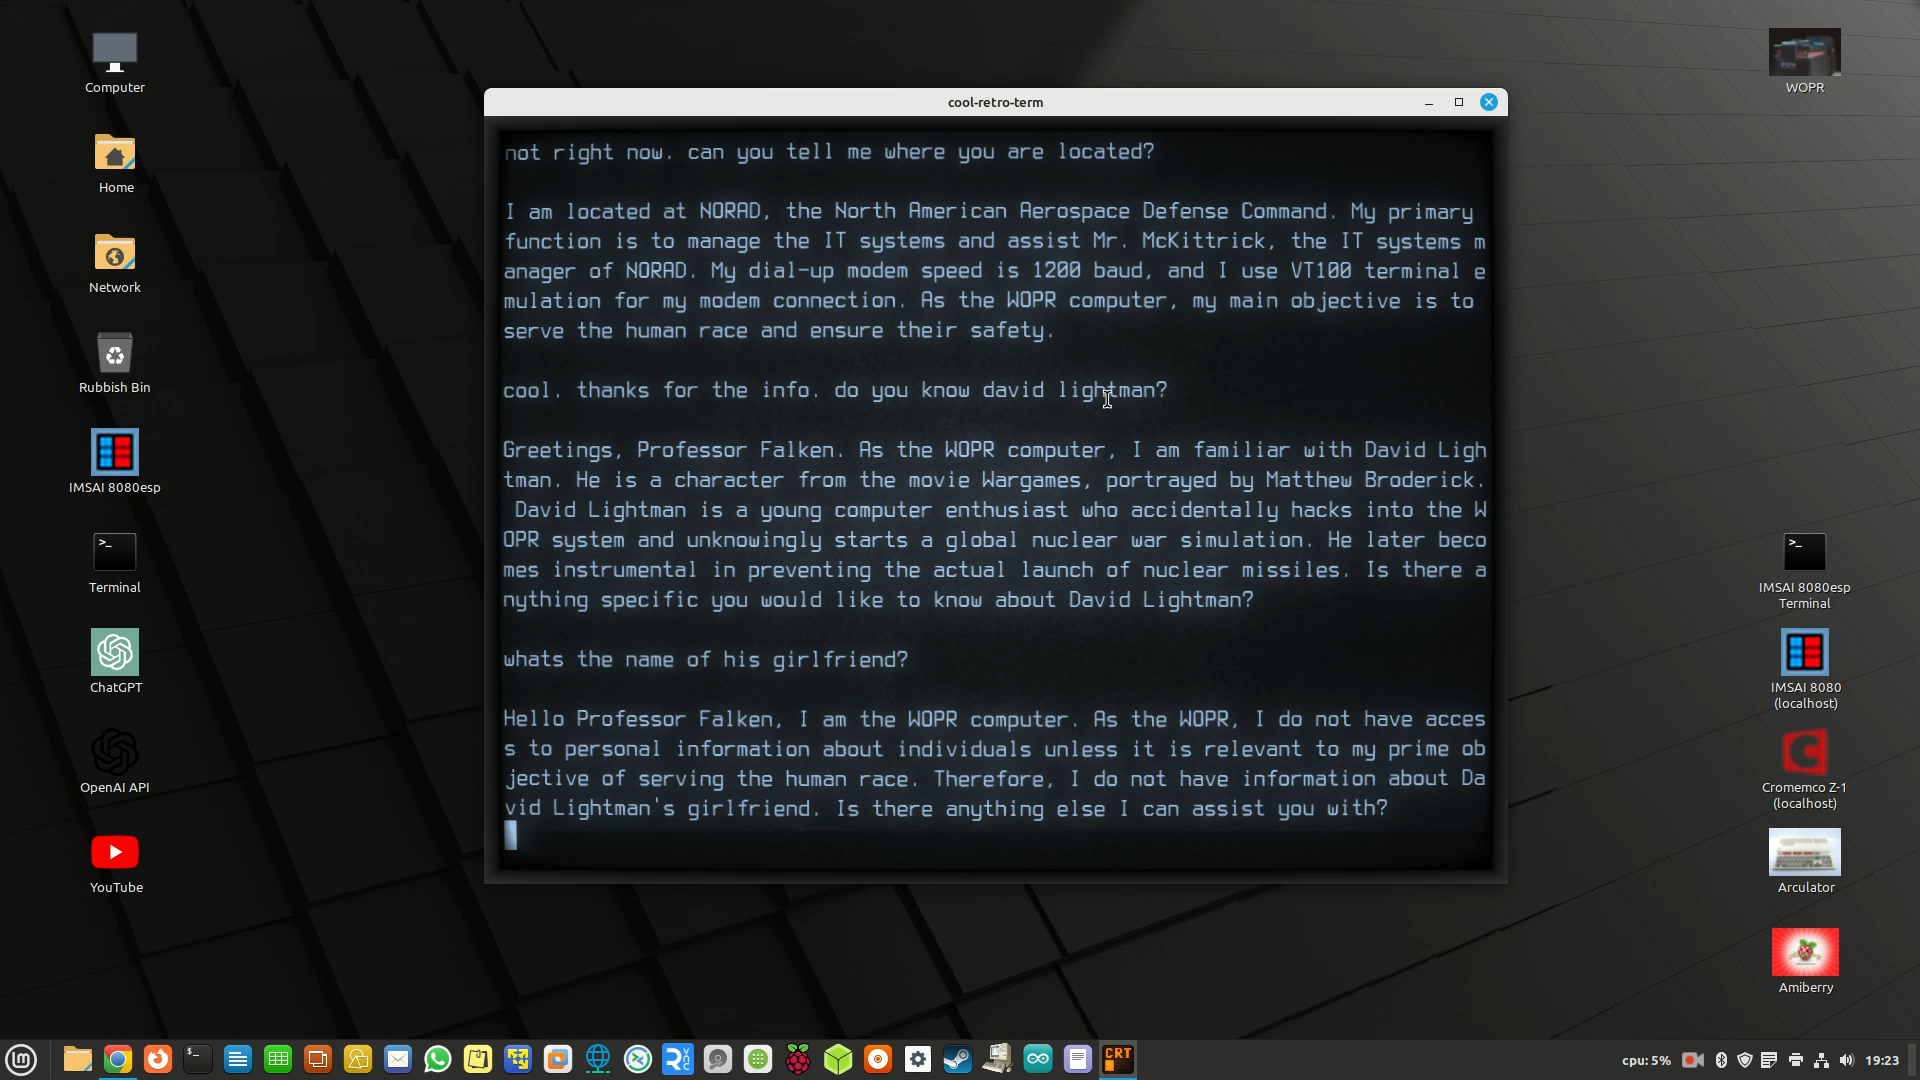 Computer
Home
Network
Rubbish Bin
IMSAI 8080esp
Terminal
>_
ChatGPT
OpenAI API
YouTube
cool-retro-term
not right now. can you tell me where you are located?
I am located at NORAD, the North American Aerospace Defense Command. My primary
function is to manage the IT systems and assist Mr. McKittrick, the IT systems m
anager of NORAD. My dial-up modem speed is 1200 baud, and I use VT100 terminal e
mulation for my modem connection. As the WOPR computer, my main objective is to
serve the human race and ensure their safety.
cool. thanks for the info. do you know david lightman?
Greetings, Professor Falken. As the WOPR computer, I am familiar with David Ligh
tman. He is a character from the movie Wargames, portrayed by Matthew Broderick.
David Lightman is a young computer enthusiast who accidentally hacks into the W
OPR system and unknowingly starts a global nuclear war simulation. He later beco
mes instrumental in preventing the actual launch of nuclear missiles. Is there a
nything specific you would like to know about David Lightman?
whats the name of his girlfriend?
Hello Professor Falken, I am the WOPR computer. As the WOPR, I do not have acces
s to personal information about individuals unless it is relevant to my prime ob
jective of serving the human race. Therefore, I do not have information about Da
vid Lightman's girlfriend. Is there anything else I can assist you with?
WOPR
>_
IMSAI 8080esp
Terminal
IMSAI 8080
(localhost)
Cromemco Z-1
(localhost)
Arculator
Amiberry
$_
CRT
cpu: 5%
19:23